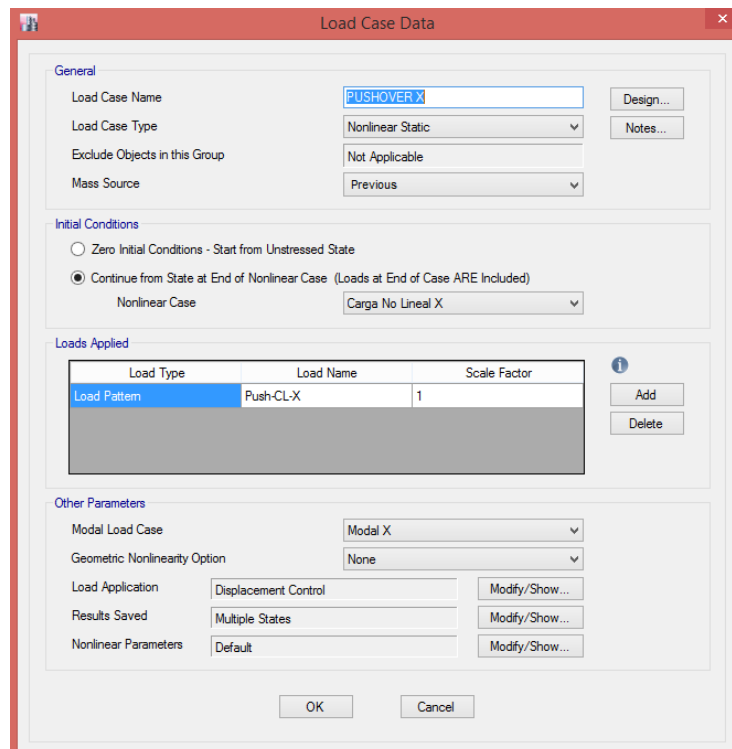 Load Case Data
General
Load Case Name PUSHOVER X Design...
Load Case Type Nonlinear Static Notes...
Exclude Objects in this Group Not Applicable
Mass Source Previous
Initial Conditions
Zero Initial Conditions - Start from Unstressed State
Continue from State at End of Nonlinear Case (Loads at End of Case ARE Included)
Nonlinear Case Carga No Lineal X
Loads Applied
Load Type Load Name Scale Factor
Load Pattern Push-CL-X 1
Add
Delete
Other Parameters
Modal Load Case Modal X
Geometric Nonlinearity Option None
Load Application Displacement Control Modify/Show...
Results Saved Multiple States Modify/Show...
Nonlinear Parameters Default Modify/Show...
OK Cancel